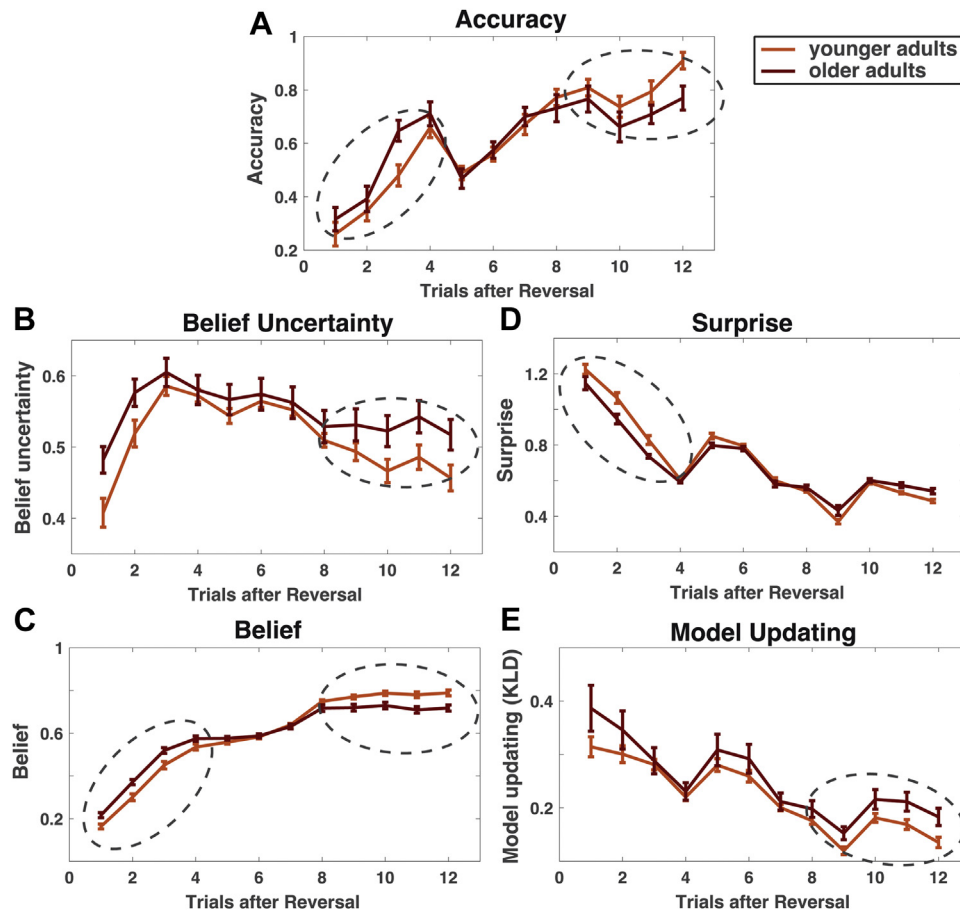 A
Accuracy
younger adults
older adults
Accuracy
1
0.8
0.6
0.4
0.2
0 2 4 6 8 10 12
Trials after Reversal
B
Belief Uncertainty
Belief uncertainty
0.6
0.5
0.4
0 2 4 6 8 10 12
Trials after Reversal
D
Surprise
Surprise
1.2
0.8
0.4
0 2 4 6 8 10 12
Trials after Reversal
C
Belief
Belief
1
0.6
0.2
0 2 4 6 8 10 12
Trials after Reversal
E
Model Updating
Model updating (KLD)
0.4
0.2
0 2 4 6 8 10 12
Trials after Reversal